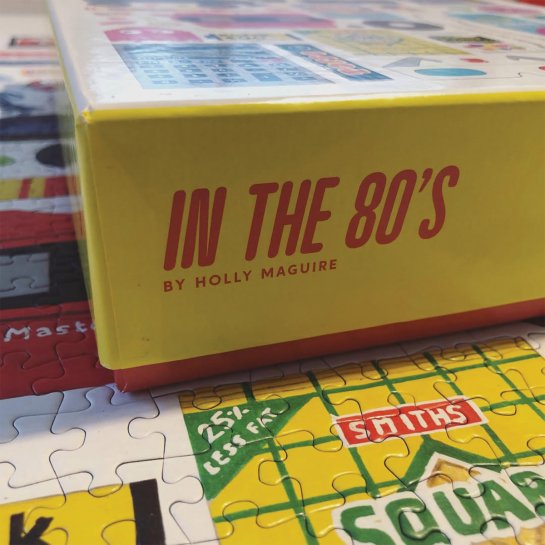 IN THE 80'S
BY HOLLY MAGUIRE
Maste
25%
LESS FAT
SMITHS
SQUAR
K